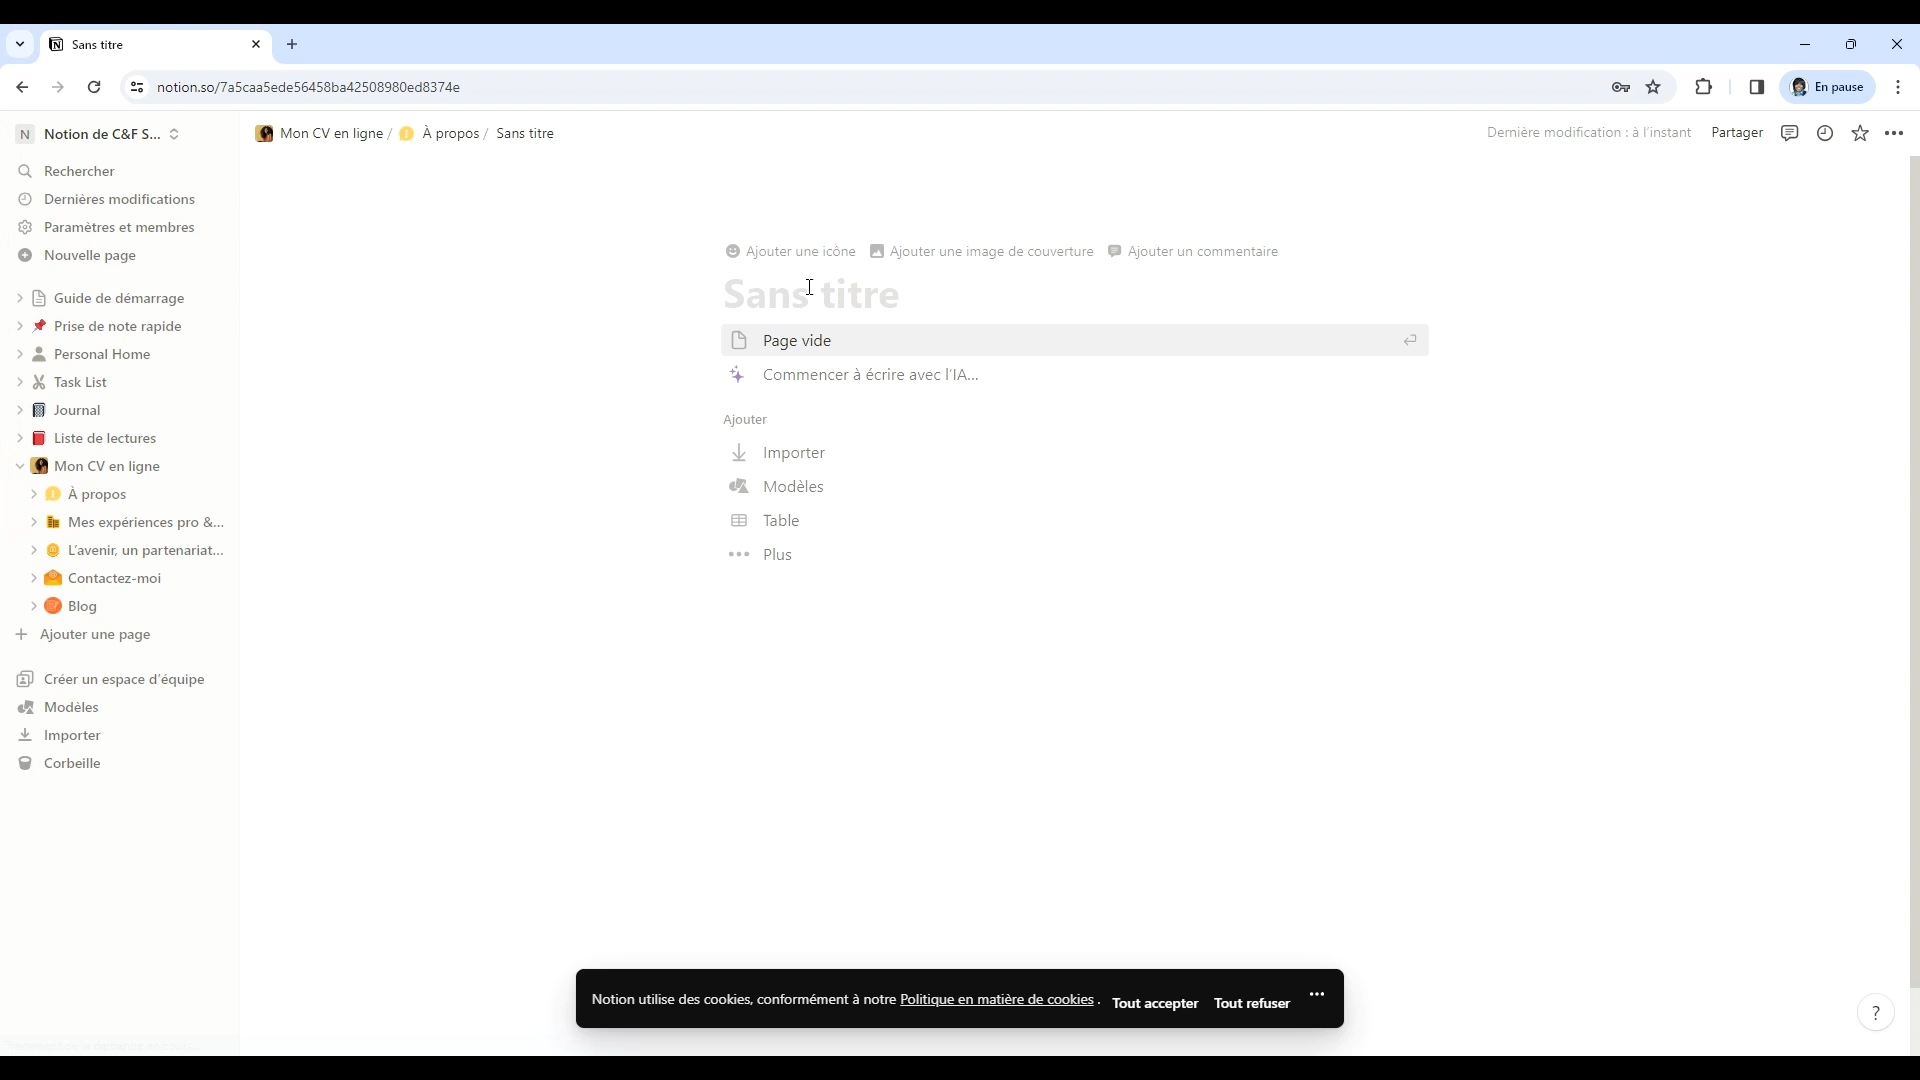 Sans titre
notion.so/7a5caa5ede56458ba42508980ed8374e
En pause
N Notion de C&F S...
Mon CV en ligne / À propos / Sans titre
Dernière modification : à l'instant
Partager
Rechercher
Dernières modifications
Paramètres et membres
Nouvelle page
Guide de démarrage
Prise de note rapide
Personal Home
Task List
Journal
Liste de lectures
Mon CV en ligne
À propos
Mes expériences pro &...
L'avenir, un partenariat...
Contactez-moi
Blog
Ajouter une page
Créer un espace d'équipe
Modèles
Importer
Corbeille
Ajouter une icône Ajouter une image de couverture Ajouter un commentaire
Sans titre
Page vide
Commencer à écrire avec l'IA...
Ajouter
Importer
Modèles
Table
Plus
Notion utilise des cookies, conformément à notre Politique en matière de cookies . Tout accepter Tout refuser
?